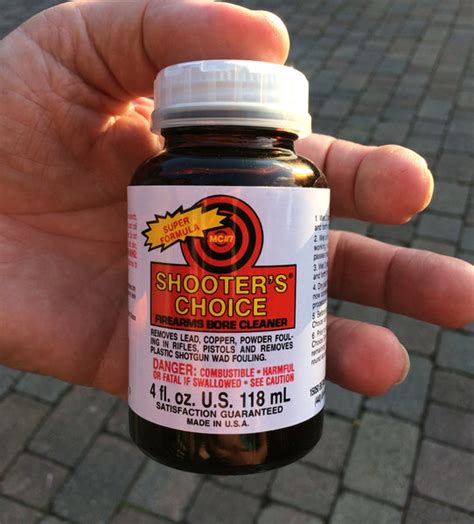 SUPER
FORMULA
MC#7
SHOOTER'S®
CHOICE
FIREARMS BORE CLEANER
REMOVES LEAD, COPPER, POWDER FOUL-
ING IN RIFLES, PISTOLS AND REMOVES
PLASTIC SHOTGUN WAD FOULING.
DANGER: COMBUSTIBLE • HARMFUL
OR FATAL IF SWALLOWED • SEE CAUTION
4 fl. oz. U.S. 118 mL
SATISFACTION GUARANTEED
MADE IN U.S.A.